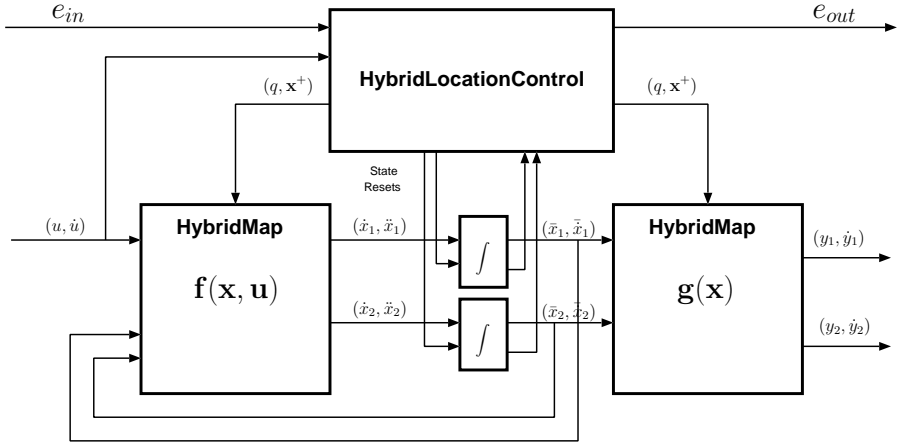 e_in
e_out
HybridLocationControl
(q, x⁺)
(q, x⁺)
State
Resets
(u, u̇)
HybridMap
f(x, u)
(ẋ₁, ẍ₁)
∫
(x̄₁, x̄̇₁)
HybridMap
g(x)
(y₁, ẏ₁)
(ẋ₂, ẍ₂)
∫
(x̄₂, x̄̇₂)
(y₂, ẏ₂)